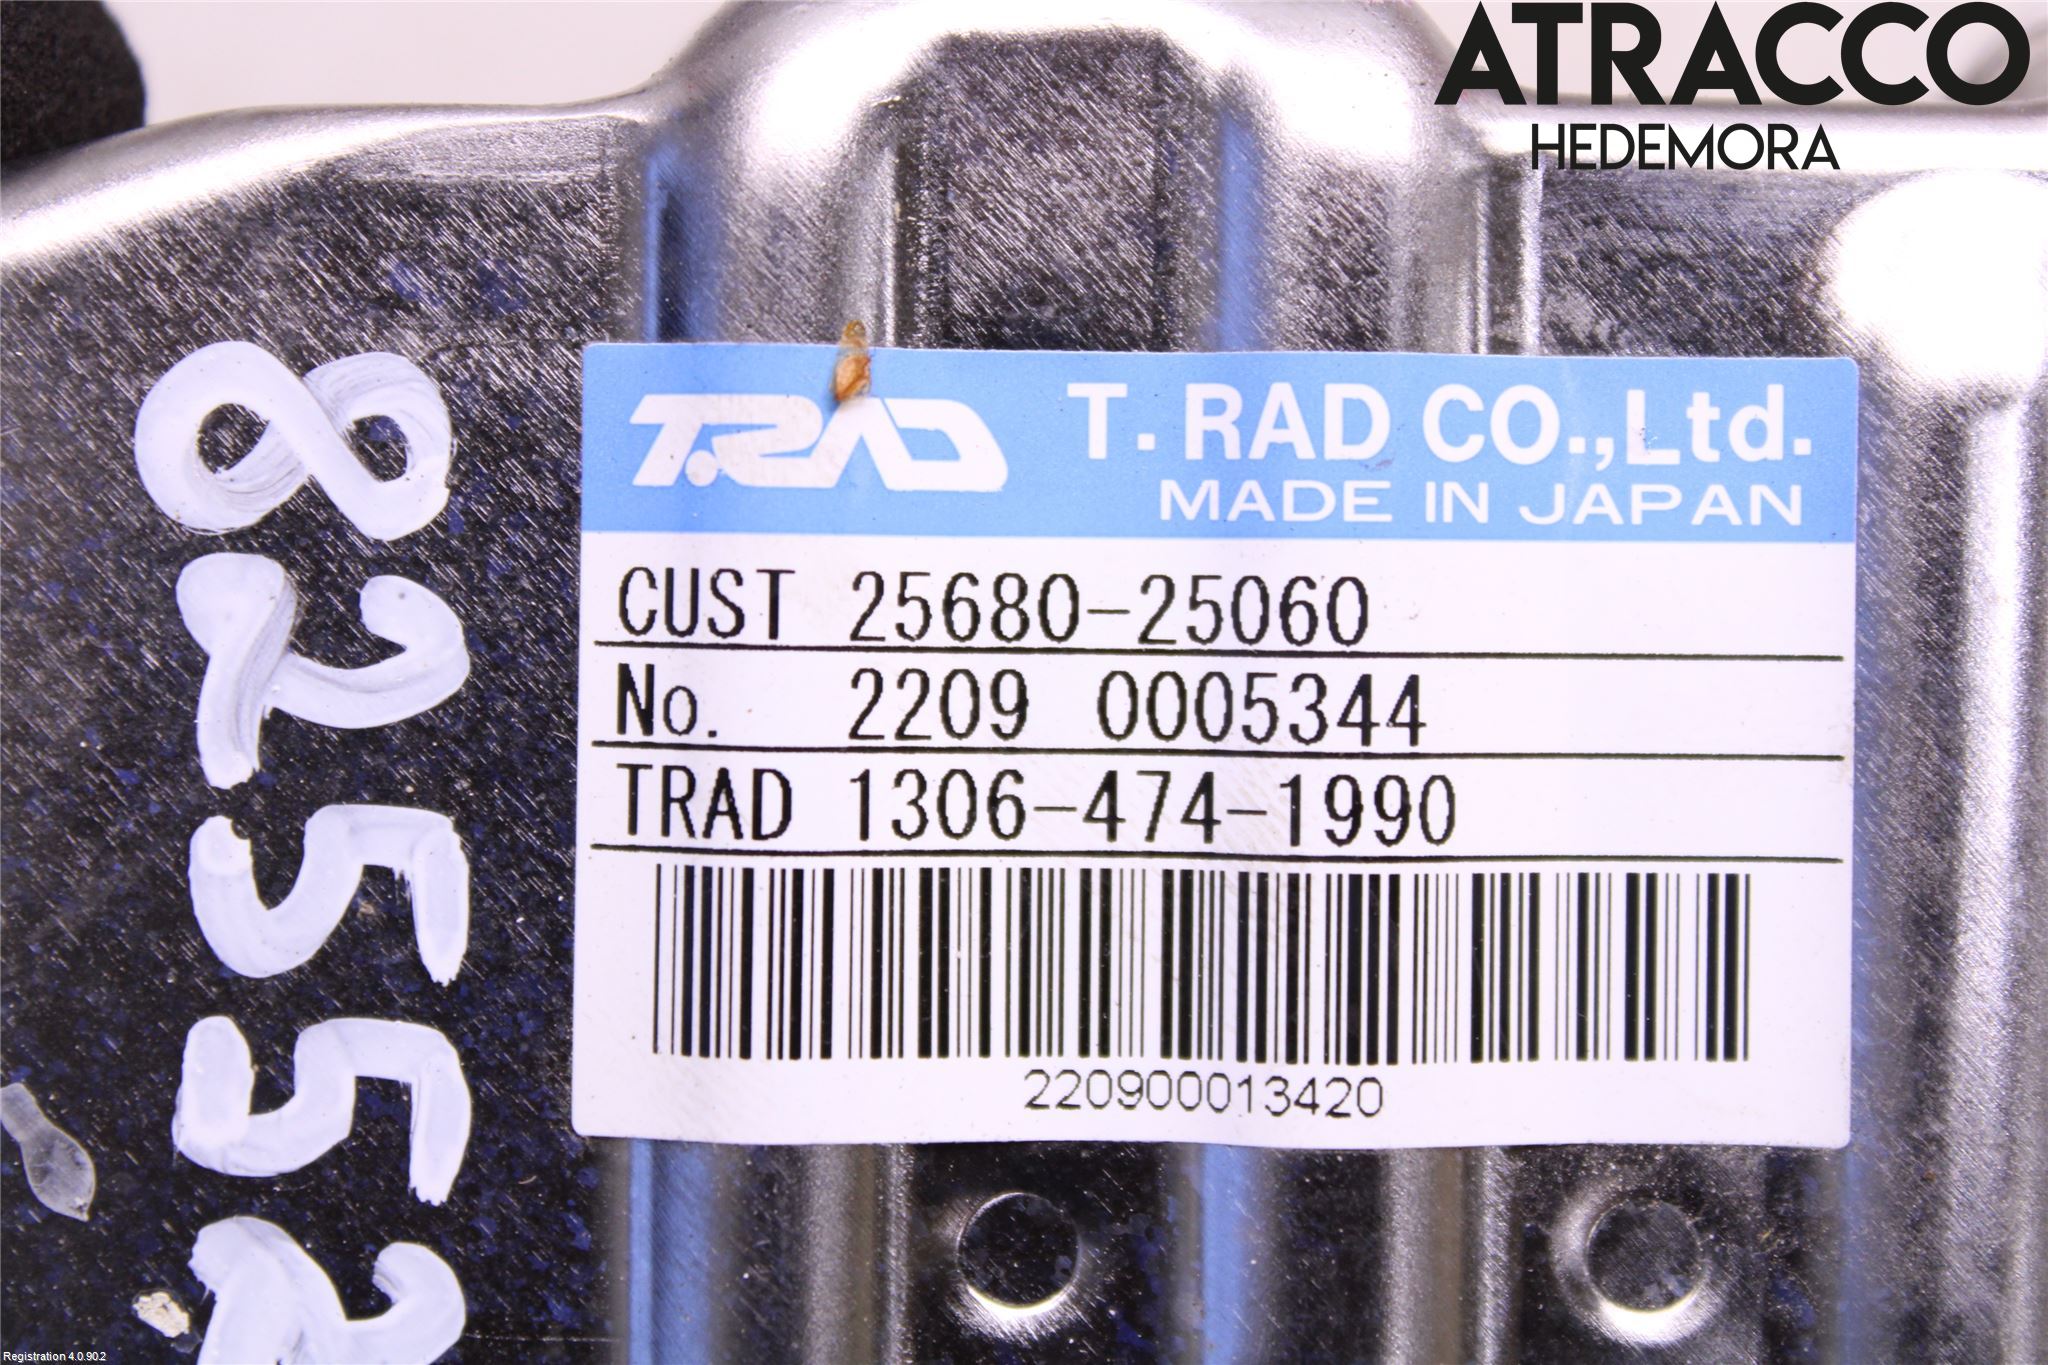 ATRACCO
HEDEMORA
T.RAD T. RAD CO.,Ltd.
MADE IN JAPAN
CUST 25680-25060
No. 2209 0005344
TRAD 1306-474-1990
220900013420
82552
Registration 4.0.90.2